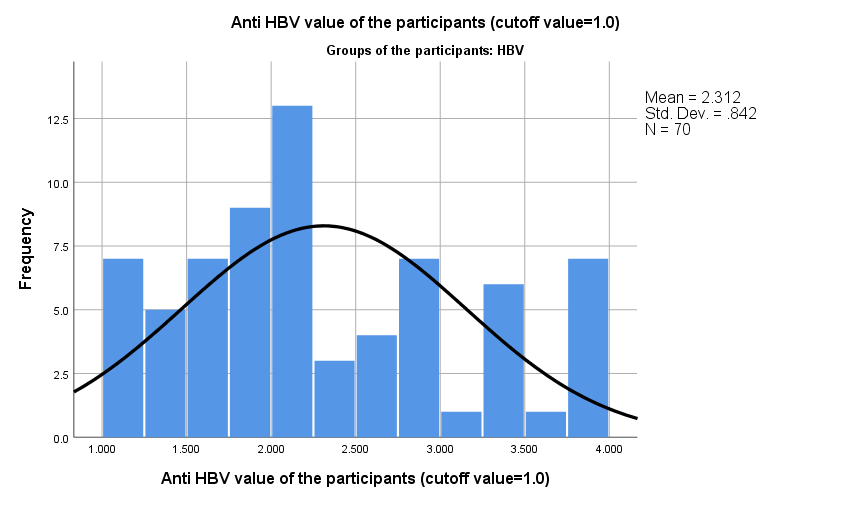 Anti HBV value of the participants (cutoff value=1.0)
Groups of the participants: HBV
Mean = 2.312
Std. Dev. = .842
N = 70
Frequency
12.5
10.0
7.5
5.0
2.5
0.0
1.000 1.500 2.000 2.500 3.000 3.500 4.000
Anti HBV value of the participants (cutoff value=1.0)